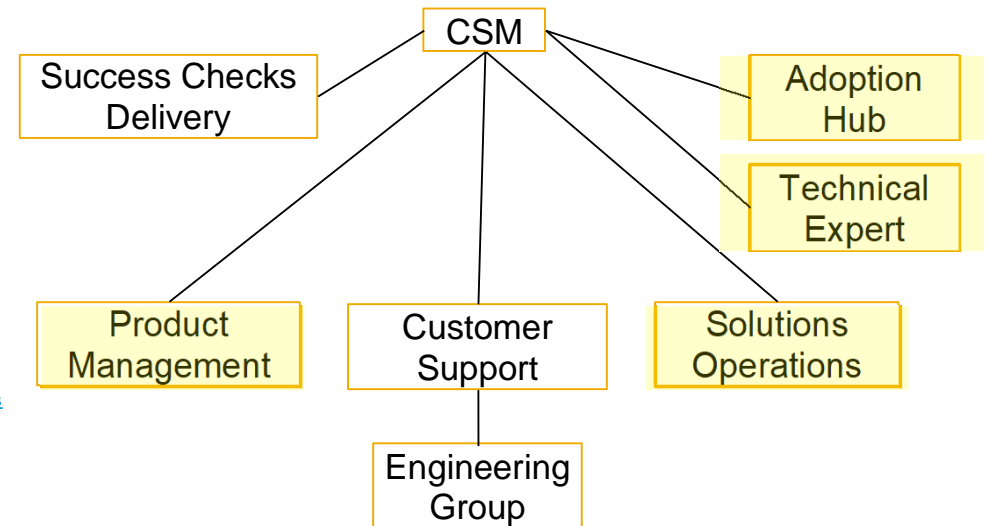 CSM
Success Checks
Delivery
Adoption
Hub
Technical
Expert
Product
Management
Customer
Support
Solutions
Operations
s
Engineering
Group